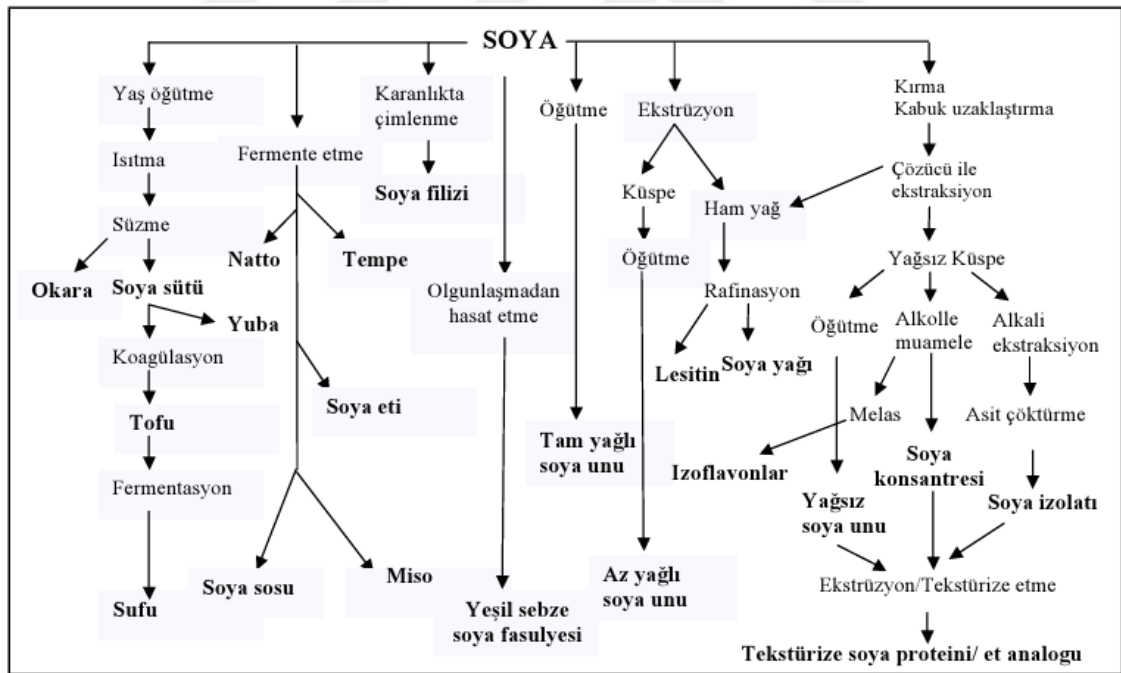 SOYA
Yaş öğütme
Isıtma
Süzme
Okara
Soya sütü
Yuba
Koagülasyon
Tofu
Fermentasyon
Sufu
Fermente etme
Natto
Tempe
Soya eti
Soya sosu
Miso
Karanlıkta
çimlenme
Soya filizi
Olgunlaşmadan
hasat etme
Yeşil sebze
soya fasulyesi
Öğütme
Tam yağlı
soya unu
Ekstrüzyon
Küspe
Öğütme
Az yağlı
soya unu
Ham yağ
Rafinasyon
Lesitin
Soya yağı
Kırma
Kabuk uzaklaştırma
Çözücü ile
ekstraksiyon
Yağsız Küspe
Öğütme
Yağsız
soya unu
Alkolle
muamele
Melas
Izoflavonlar
Soya
konsantresi
Alkali
ekstraksiyon
Asit çöktürme
Soya izolatı
Ekstrüzyon/Tekstürize etme
Tekstürize soya proteini/ et analogu